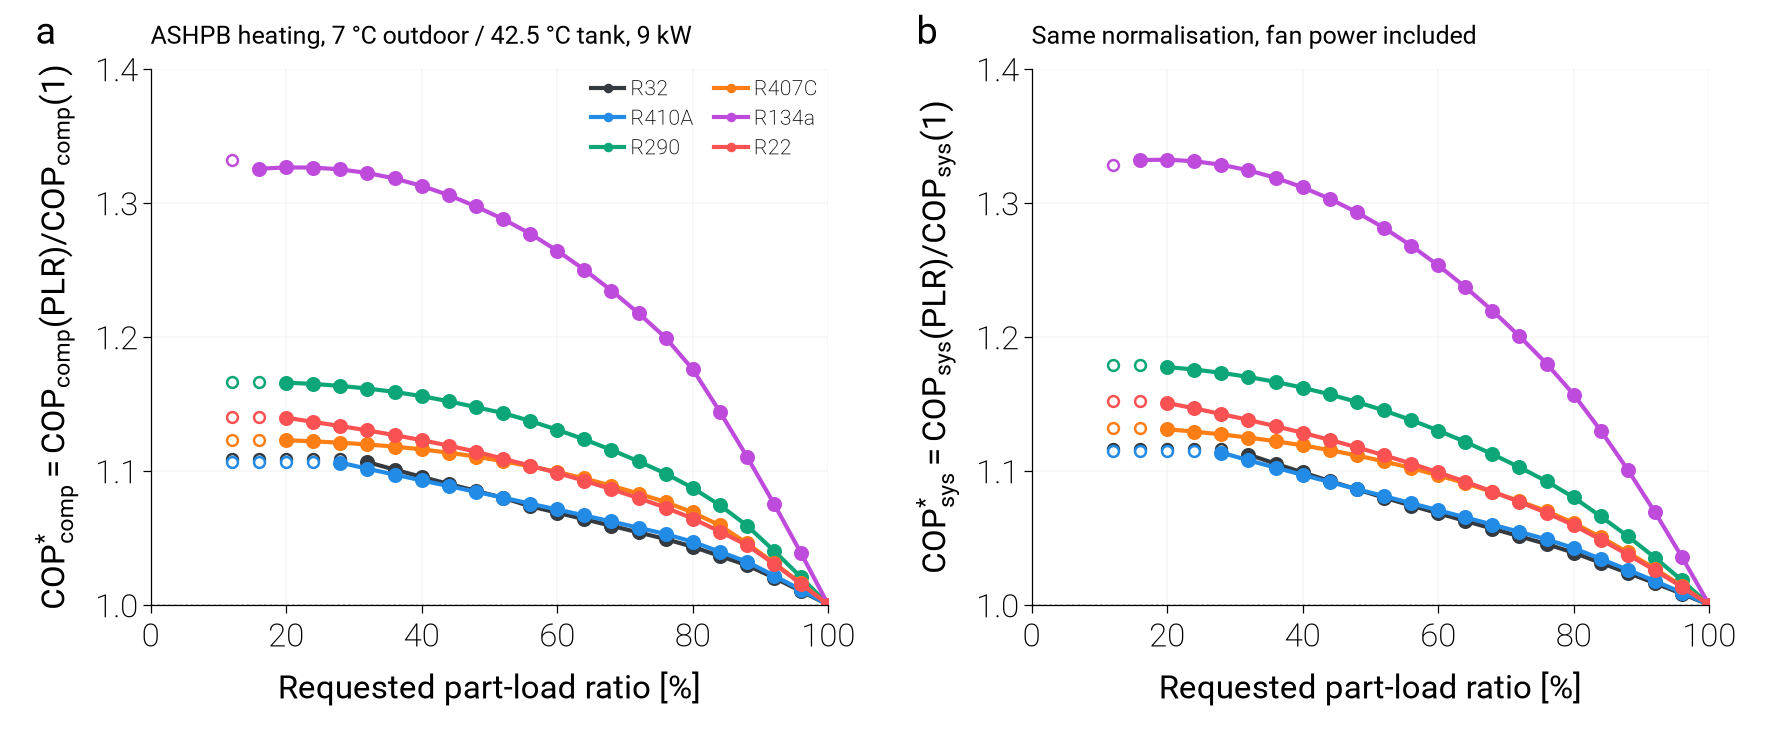 a
ASHPB heating, 7 °C outdoor / 42.5 °C tank, 9 kW
COP*comp = COPcomp(PLR)/COPcomp(1)
1.4
1.3
1.2
1.1
1.0
R32
R410A
R290
R407C
R134a
R22
0 20 40 60 80 100
Requested part-load ratio [%]
b
Same normalisation, fan power included
COP*sys = COPsys(PLR)/COPsys(1)
1.4
1.3
1.2
1.1
1.0
0 20 40 60 80 100
Requested part-load ratio [%]